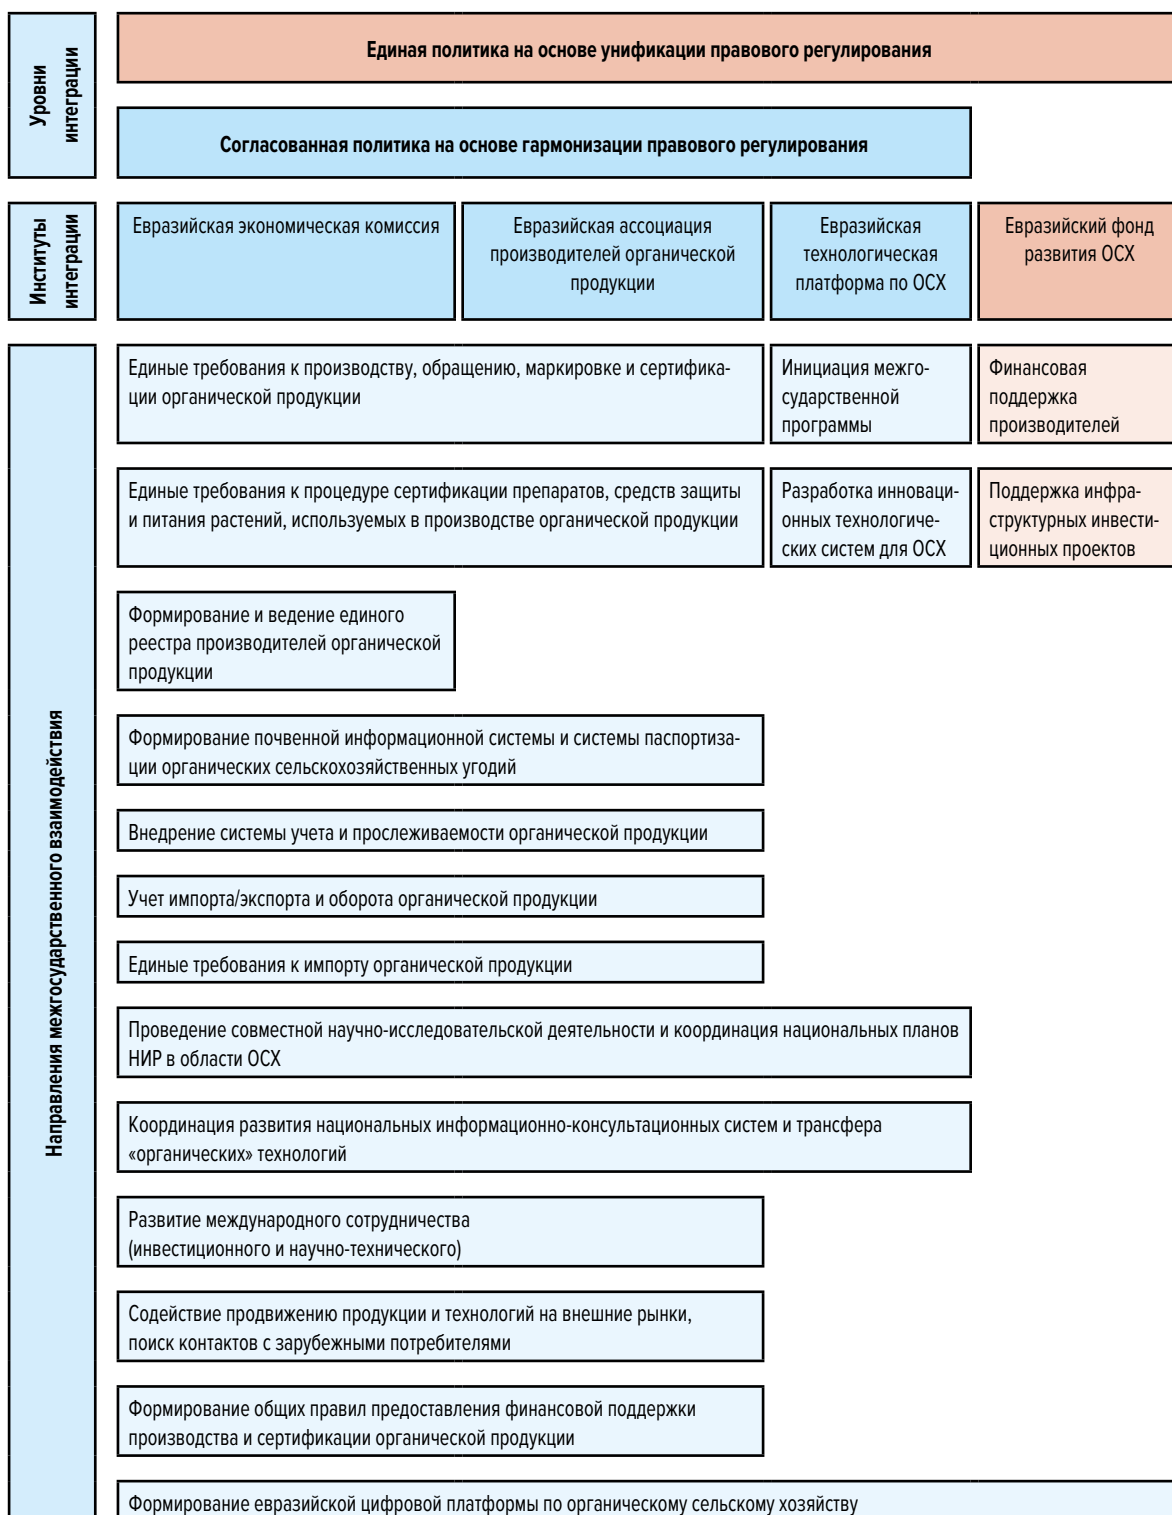 Уровни
интеграции
Единая политика на основе унификации правового регулирования
Согласованная политика на основе гармонизации правового регулирования
Институты
интеграции
Евразийская экономическая комиссия
Евразийская ассоциация
производителей органической
продукции
Евразийская
технологическая
платформа по ОСХ
Евразийский фонд
развития ОСХ
Направления межгосударственного взаимодействия
Единые требования к производству, обращению, маркировке и сертифика-
ции органической продукции
Инициация межго-
сударственной
программы
Финансовая
поддержка
производителей
Единые требования к процедуре сертификации препаратов, средств защиты
и питания растений, используемых в производстве органической продукции
Разработка инноваци-
онных технологиче-
ских систем для ОСХ
Поддержка инфра-
структурных инвести-
ционных проектов
Формирование и ведение единого
реестра производителей органической
продукции
Формирование почвенной информационной системы и системы паспортиза-
ции органических сельскохозяйственных угодий
Внедрение системы учета и прослеживаемости органической продукции
Учет импорта/экспорта и оборота органической продукции
Единые требования к импорту органической продукции
Проведение совместной научно-исследовательской деятельности и координация национальных планов
НИР в области ОСХ
Координация развития национальных информационно-консультационных систем и трансфера
«органических» технологий
Развитие международного сотрудничества
(инвестиционного и научно-технического)
Содействие продвижению продукции и технологий на внешние рынки,
поиск контактов с зарубежными потребителями
Формирование общих правил предоставления финансовой поддержки
производства и сертификации органической продукции
Формирование евразийской цифровой платформы по органическому сельскому хозяйству